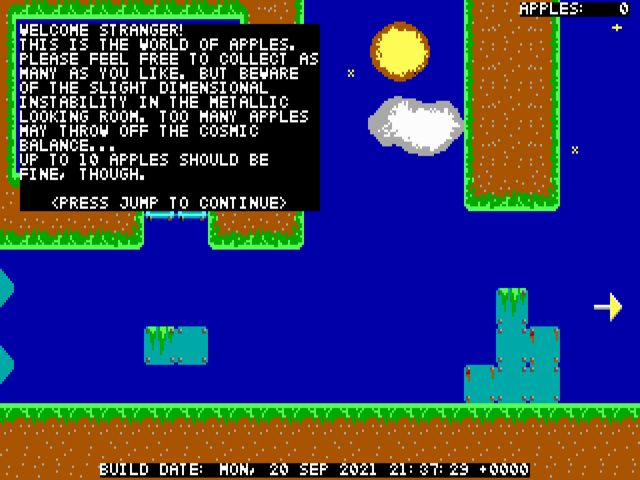 APPLES: 0
WELCOME STRANGER!
THIS IS THE WORLD OF APPLES.
PLEASE FEEL FREE TO COLLECT AS
MANY AS YOU LIKE. BUT BEWARE
OF THE SLIGHT DIMENSIONAL
INSTABILITY IN THE METALLIC
LOOKING ROOM. TOO MANY APPLES
MAY THROW OFF THE COSMIC
BALANCE...
UP TO 10 APPLES SHOULD BE
FINE, THOUGH.
<PRESS JUMP TO CONTINUE>
BUILD DATE: MON, 20 SEP 2021 21:37:29 +0000